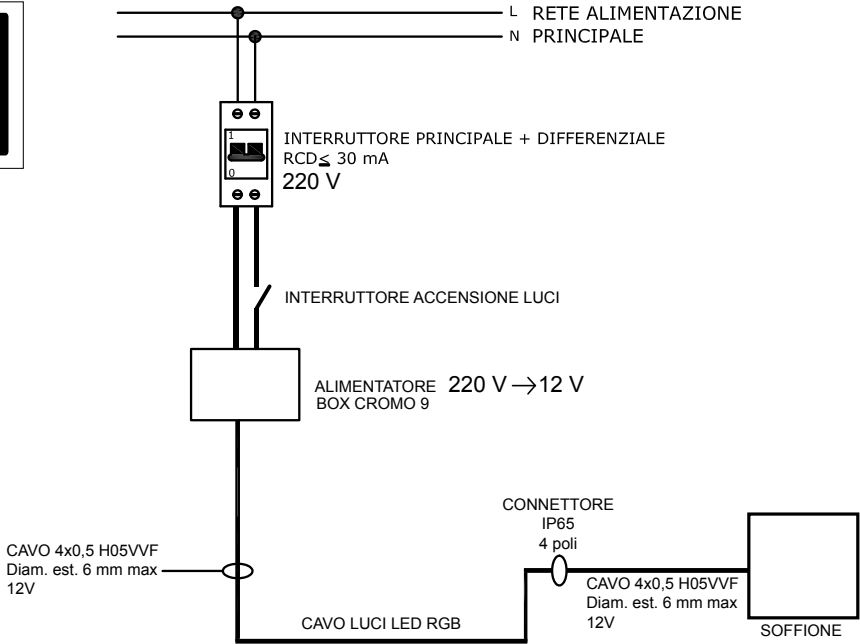 L RETE ALIMENTAZIONE
N PRINCIPALE
1
0
INTERRUTTORE PRINCIPALE + DIFFERENZIALE
RCD≤ 30 mA
220 V
INTERRUTTORE ACCENSIONE LUCI
ALIMENTATORE 220 V →12 V
BOX CROMO 9
CONNETTORE
IP65
4 poli
CAVO 4x0,5 H05VVF
Diam. est. 6 mm max
12V
CAVO 4x0,5 H05VVF
Diam. est. 6 mm max
12V
CAVO LUCI LED RGB
SOFFIONE